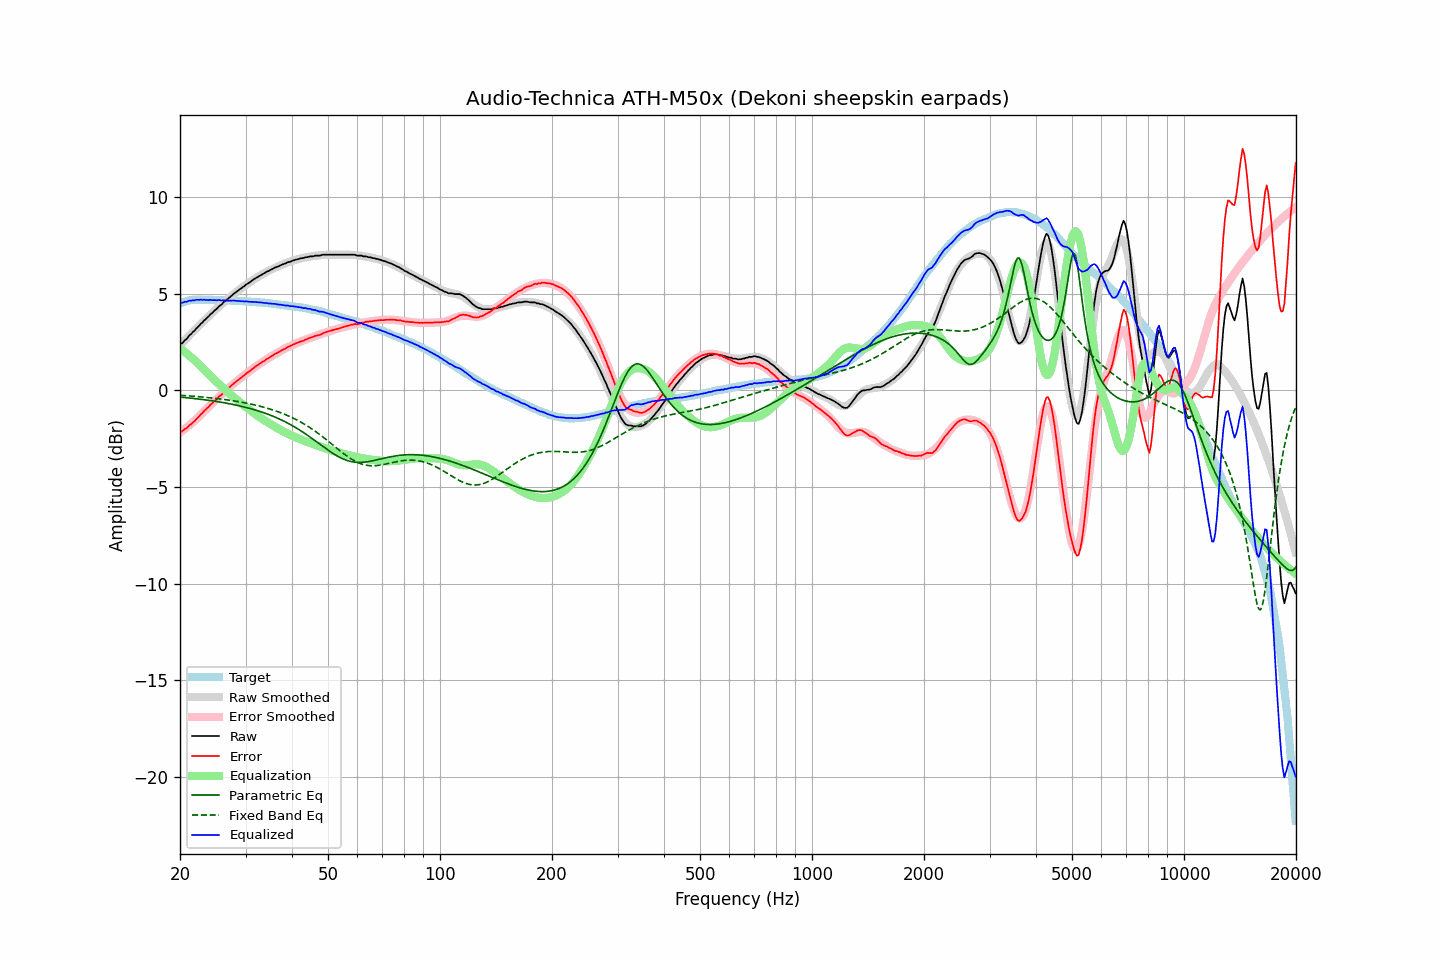 Audio-Technica ATH-M50x (Dekoni sheepskin earpads)
Amplitude (dBr)
10
5
0
−5
−10
−15
−20
Target
Raw Smoothed
Error Smoothed
Raw
Error
Equalization
Parametric Eq
Fixed Band Eq
Equalized
20 50 100 200 500 1000 2000 5000 10000 20000
Frequency (Hz)